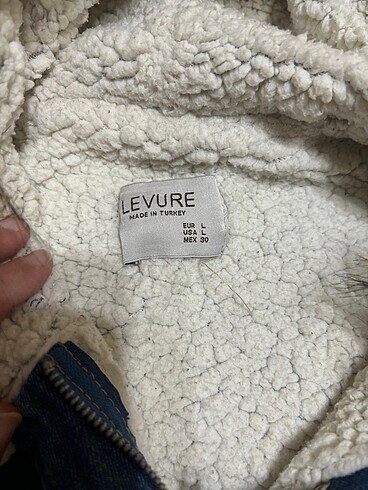 LEVURE
MADE IN TURKEY
EUR L
USA L
MEX 30